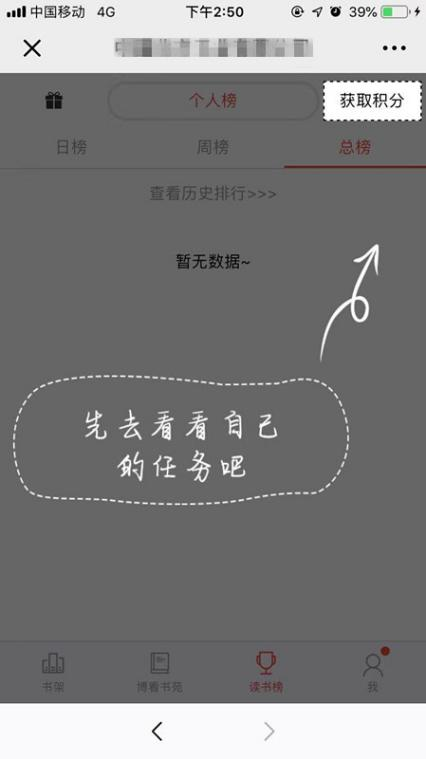 中国移动 4G 下午2:50 39%
个人榜 获取积分
日榜 周榜 总榜
查看历史排行>>>
暂无数据~
先去看看自己
的任务吧
书架 博看书苑 读书榜 我